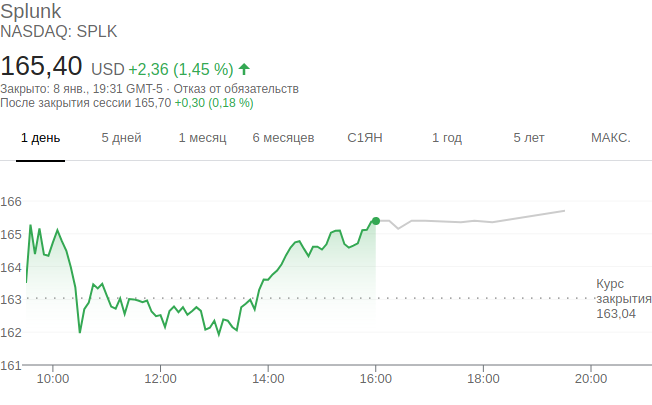 Splunk
NASDAQ: SPLK
165,40 USD +2,36 (1,45 %)
Закрыто: 8 янв., 19:31 GMT-5 · Отказ от обязательств
После закрытия сессии 165,70 +0,30 (0,18 %)
1 день 5 дней 1 месяц 6 месяцев С1ЯН 1 год 5 лет МАКС.
166
165
164
163
162
161
Курс
закрытия
163,04
10:00 12:00 14:00 16:00 18:00 20:00